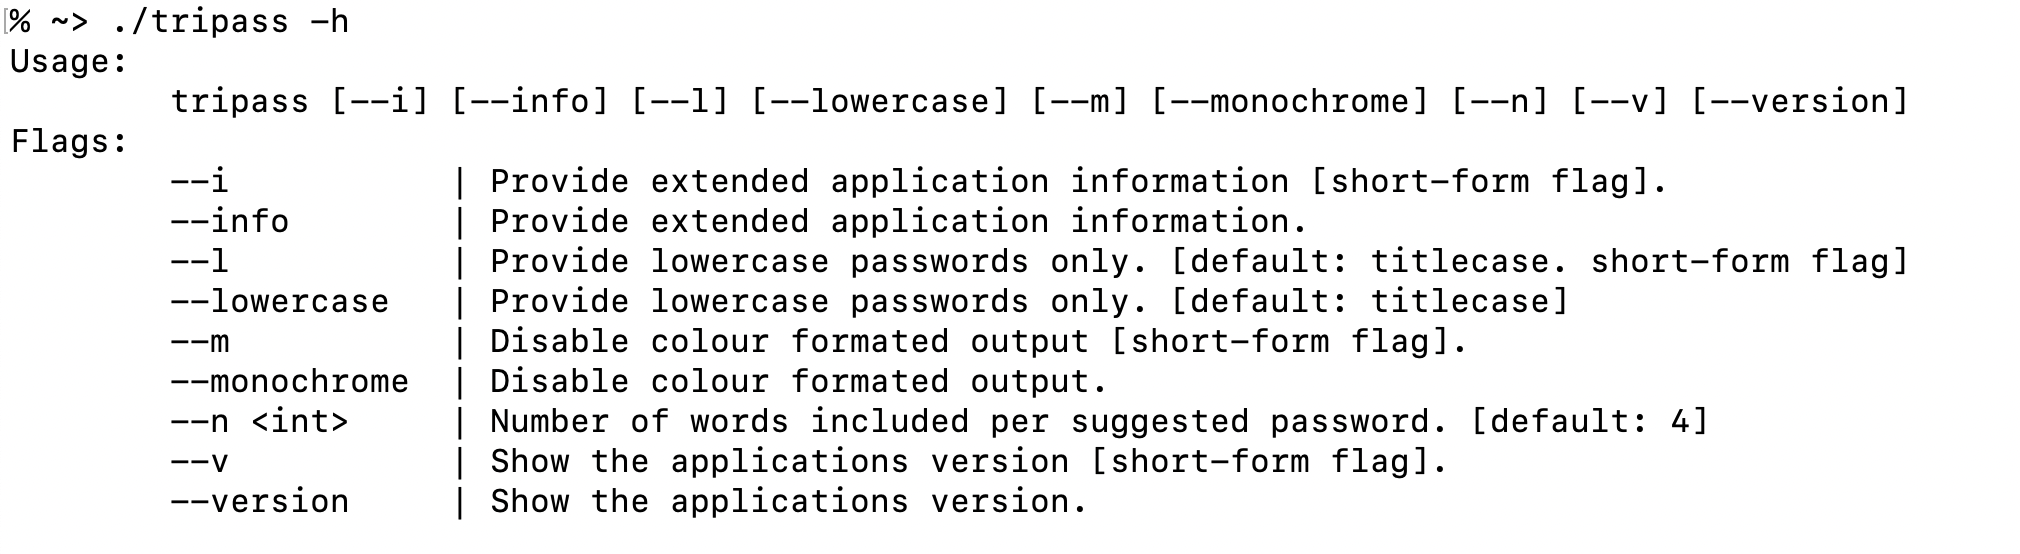 [% ~> ./tripass -h
Usage:
tripass [--i] [--info] [--l] [--lowercase] [--m] [--monochrome] [--n] [--v] [--version]
Flags:
--i | Provide extended application information [short-form flag].
--info | Provide extended application information.
--l | Provide lowercase passwords only. [default: titlecase. short-form flag]
--lowercase | Provide lowercase passwords only. [default: titlecase]
--m | Disable colour formated output [short-form flag].
--monochrome | Disable colour formated output.
--n <int> | Number of words included per suggested password. [default: 4]
--v | Show the applications version [short-form flag].
--version | Show the applications version.